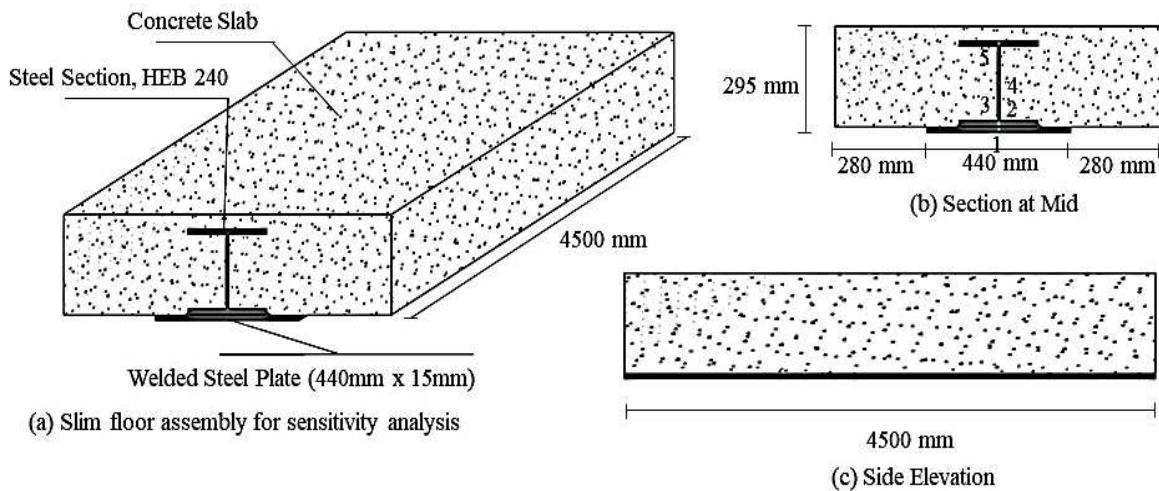 Concrete Slab
Steel Section, HEB 240
4500 mm
Welded Steel Plate (440mm x 15mm)
(a) Slim floor assembly for sensitivity analysis
295 mm
5
4
3
2
1
280 mm
440 mm
280 mm
(b) Section at Mid
4500 mm
(c) Side Elevation